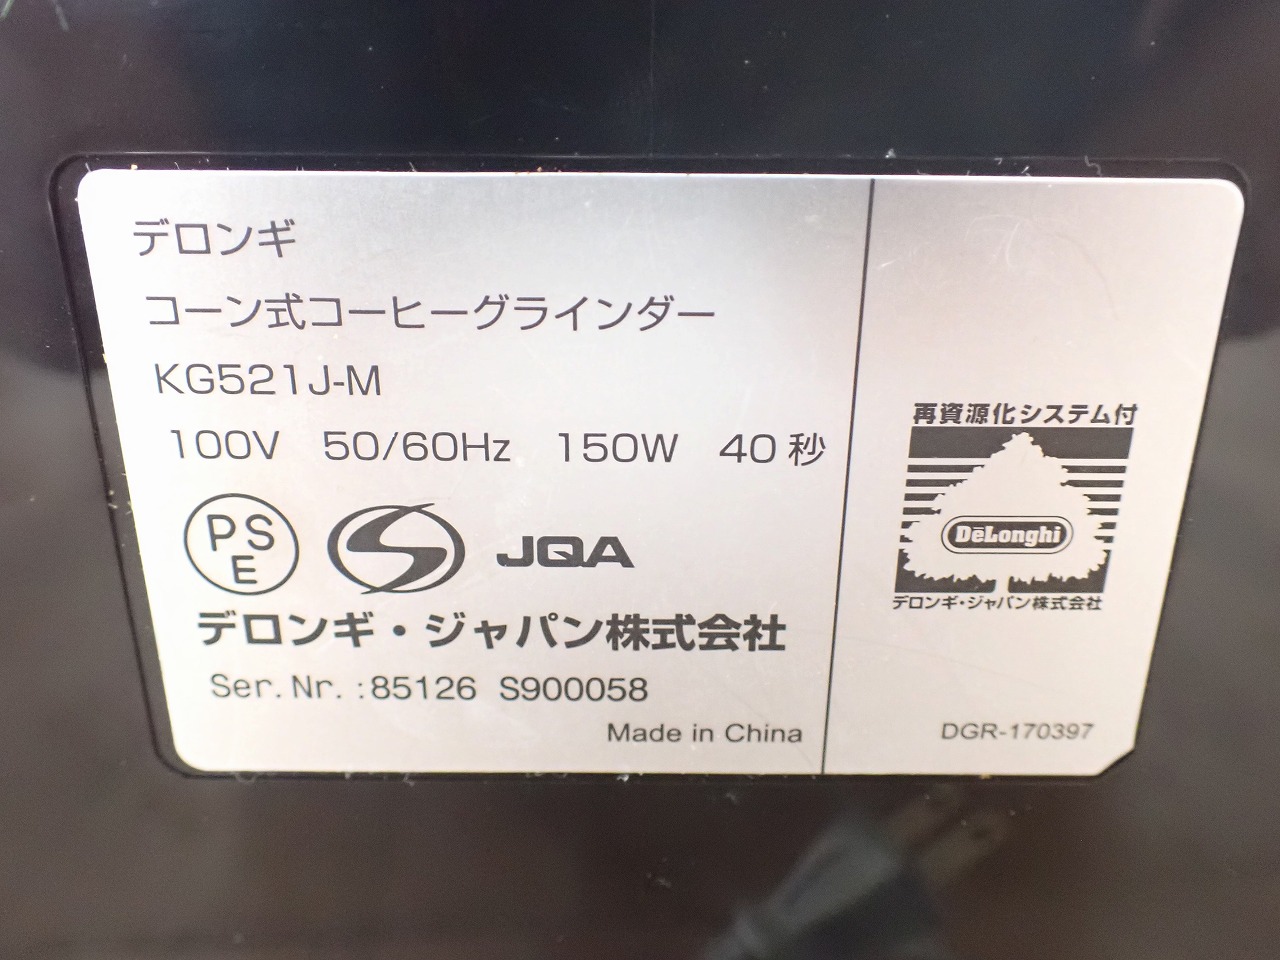 デロンギ
コーン式コーヒーグラインダー
KG521J-M
100V 50/60Hz 150W 40秒
PSE
JQA
デロンギ・ジャパン株式会社
Ser.Nr.:85126 S900058
Made in China
再資源化システム付
DēLonghi
デロンギ・ジャパン株式会社
DGR-170397